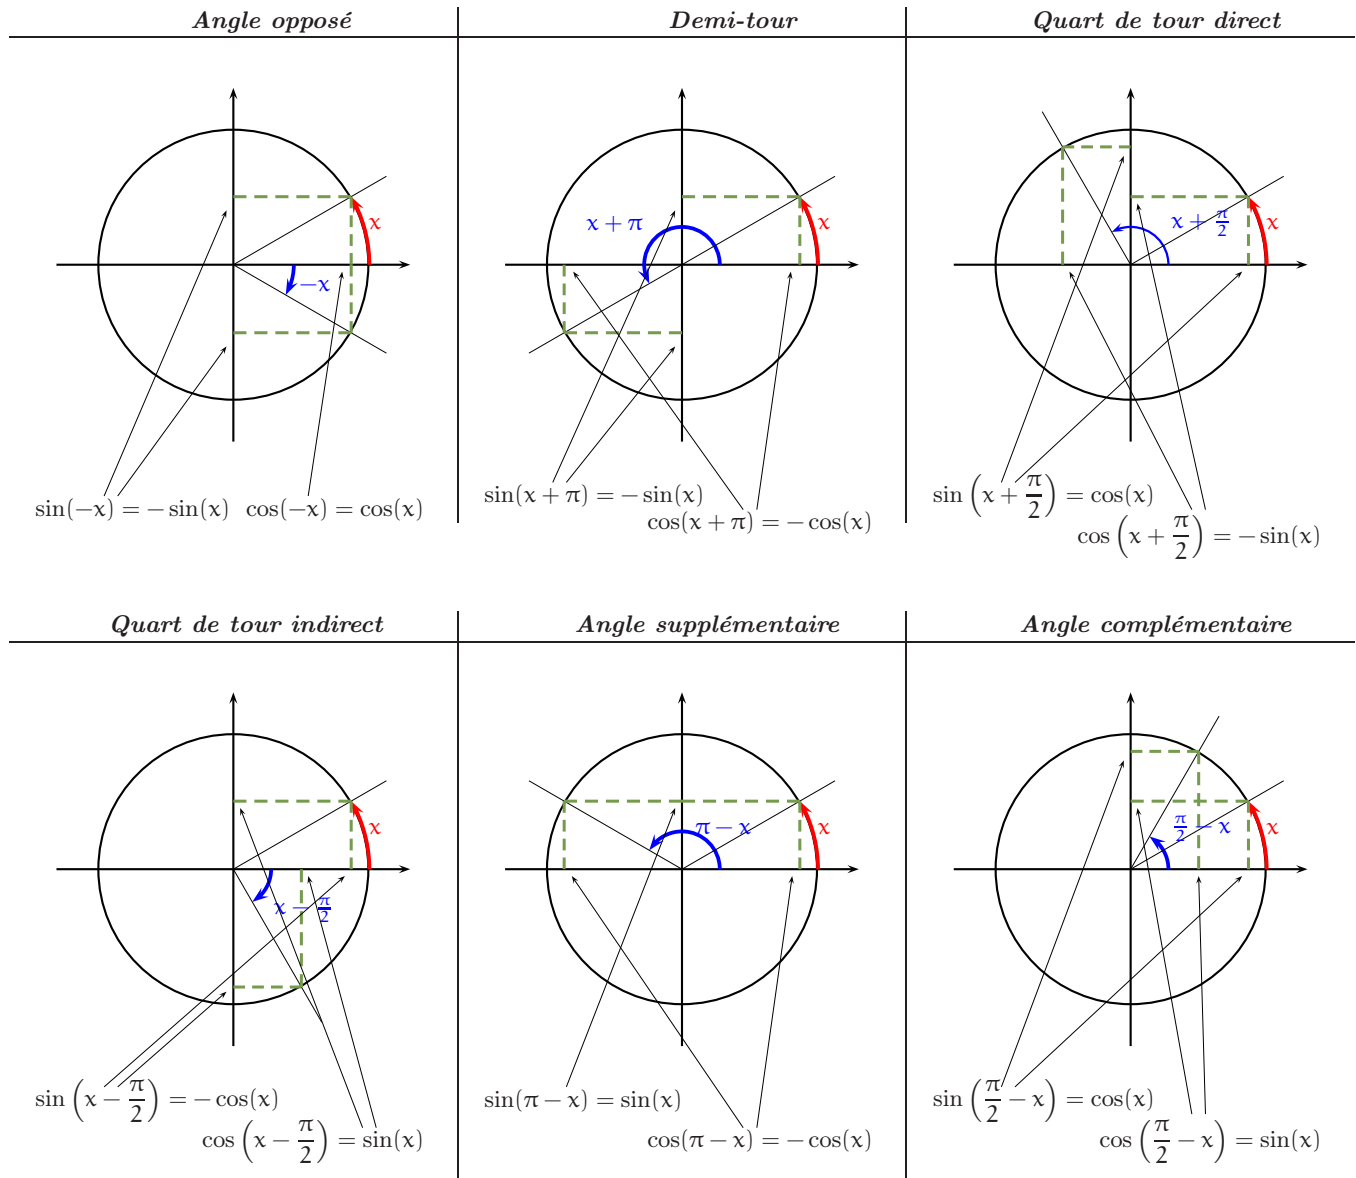 Angle opposé
Demi-tour
Quart de tour direct
x
−x
sin(−x) = − sin(x) cos(−x) = cos(x)
x + π
x
sin(x + π) = − sin(x)
cos(x + π) = − cos(x)
x + π/2
x
sin (x + π/2) = cos(x)
cos (x + π/2) = − sin(x)
Quart de tour indirect
Angle supplémentaire
Angle complémentaire
x
x − π/2
sin (x − π/2) = − cos(x)
cos (x − π/2) = sin(x)
π − x
x
sin(π − x) = sin(x)
cos(π − x) = − cos(x)
π/2 − x
x
sin (π/2 − x) = cos(x)
cos (π/2 − x) = sin(x)